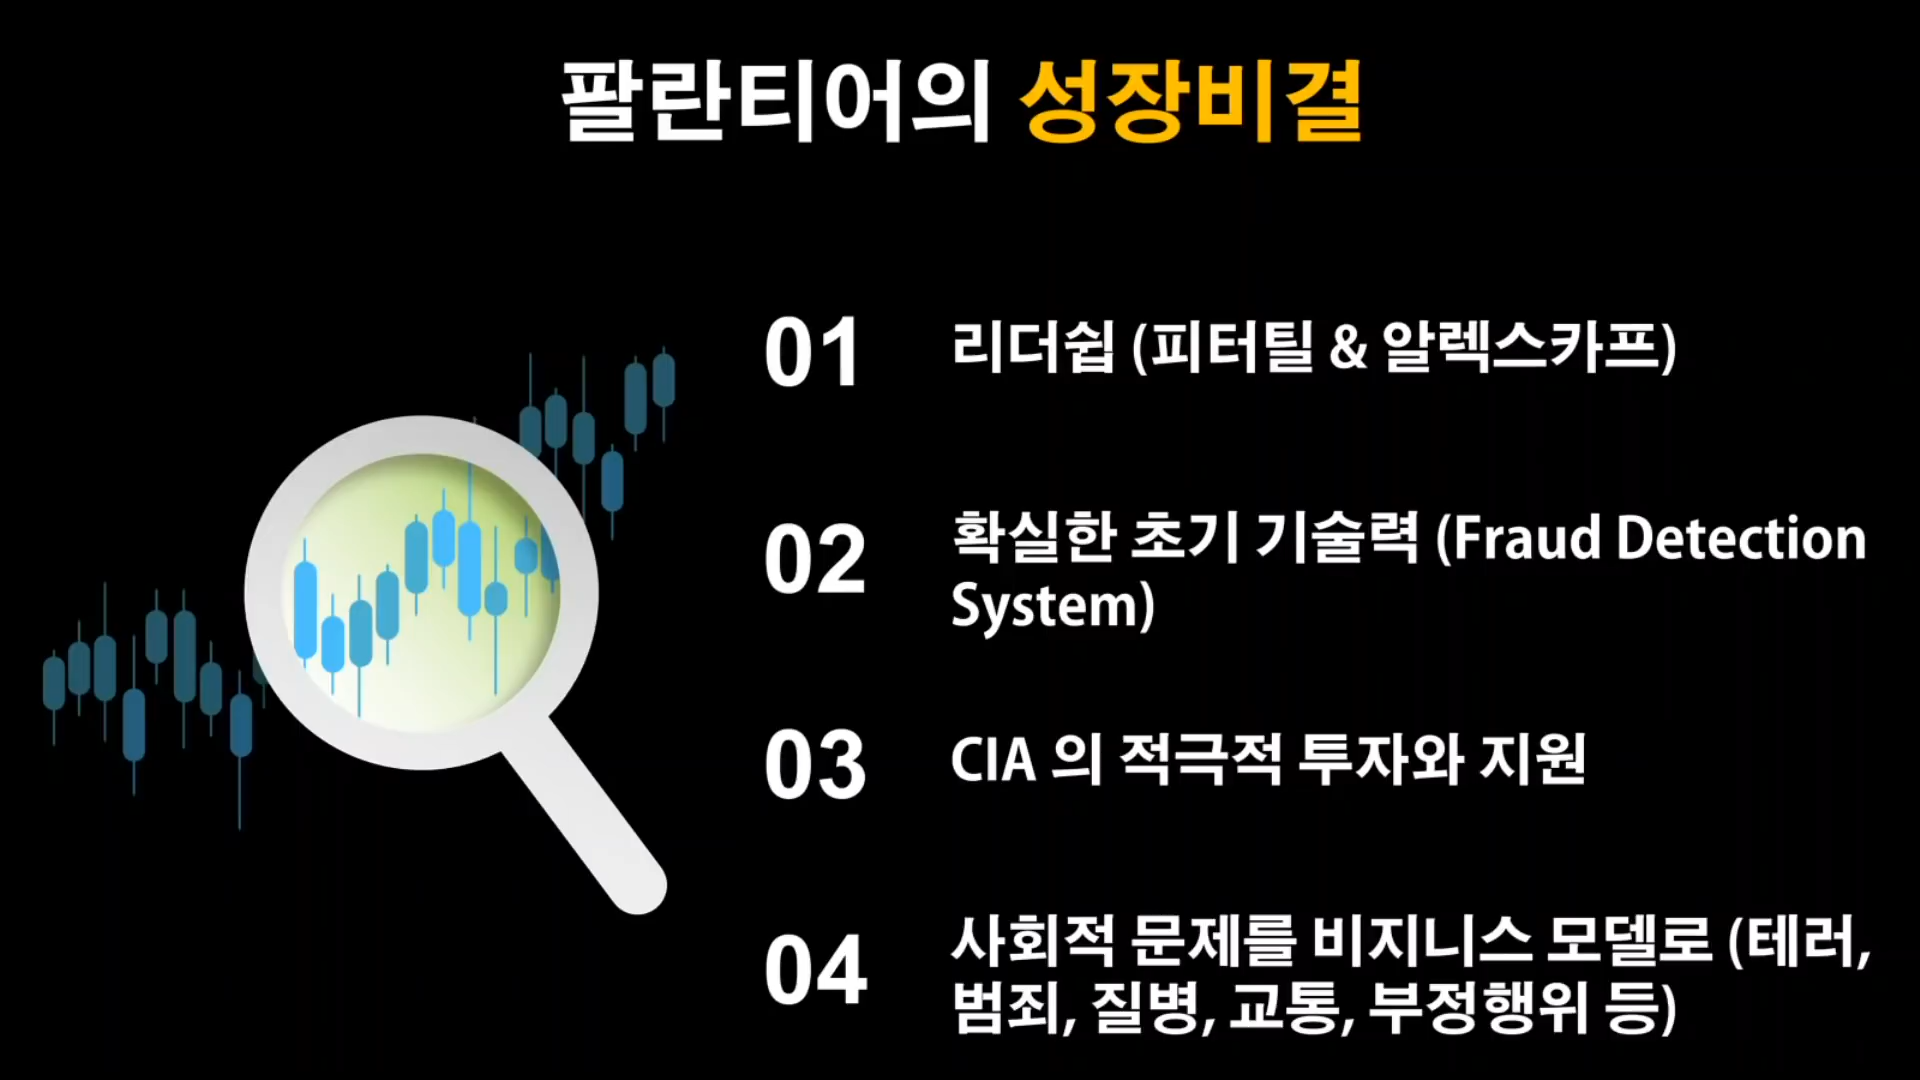 팔란티어의 성장비결
01
리더쉽 (피터틸 & 알렉스카프)
02
확실한 초기 기술력 (Fraud Detection
System)
03
CIA 의 적극적 투자와 지원
04
사회적 문제를 비지니스 모델로 (테러,
범죄, 질병, 교통, 부정행위 등)